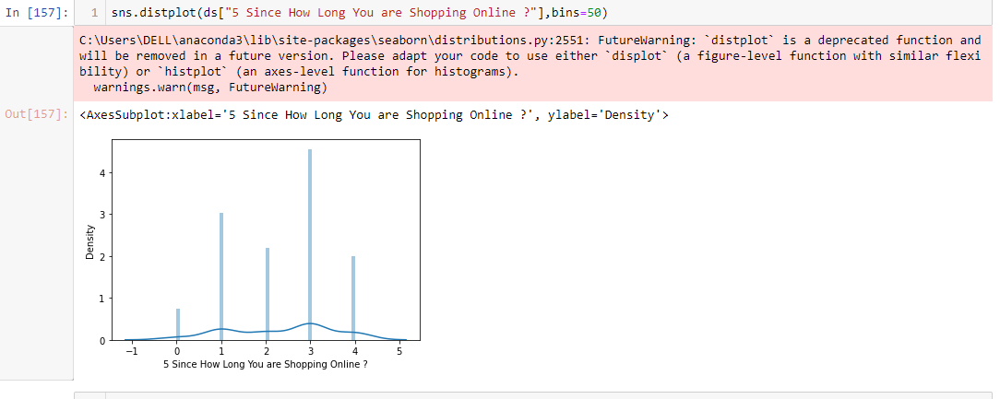 In [157]: 1 sns.distplot(ds["5 Since How Long You are Shopping Online ?"],bins=50)
C:\Users\DELL\anaconda3\lib\site-packages\seaborn\distributions.py:2551: FutureWarning: `distplot` is a deprecated function and
will be removed in a future version. Please adapt your code to use either `displot` (a figure-level function with similar flexi
bility) or `histplot` (an axes-level function for histograms).
warnings.warn(msg, FutureWarning)
Out[157]: <AxesSubplot:xlabel='5 Since How Long You are Shopping Online ?', ylabel='Density'>
4
3
Density
2
1
0
−1 0 1 2 3 4 5
5 Since How Long You are Shopping Online ?